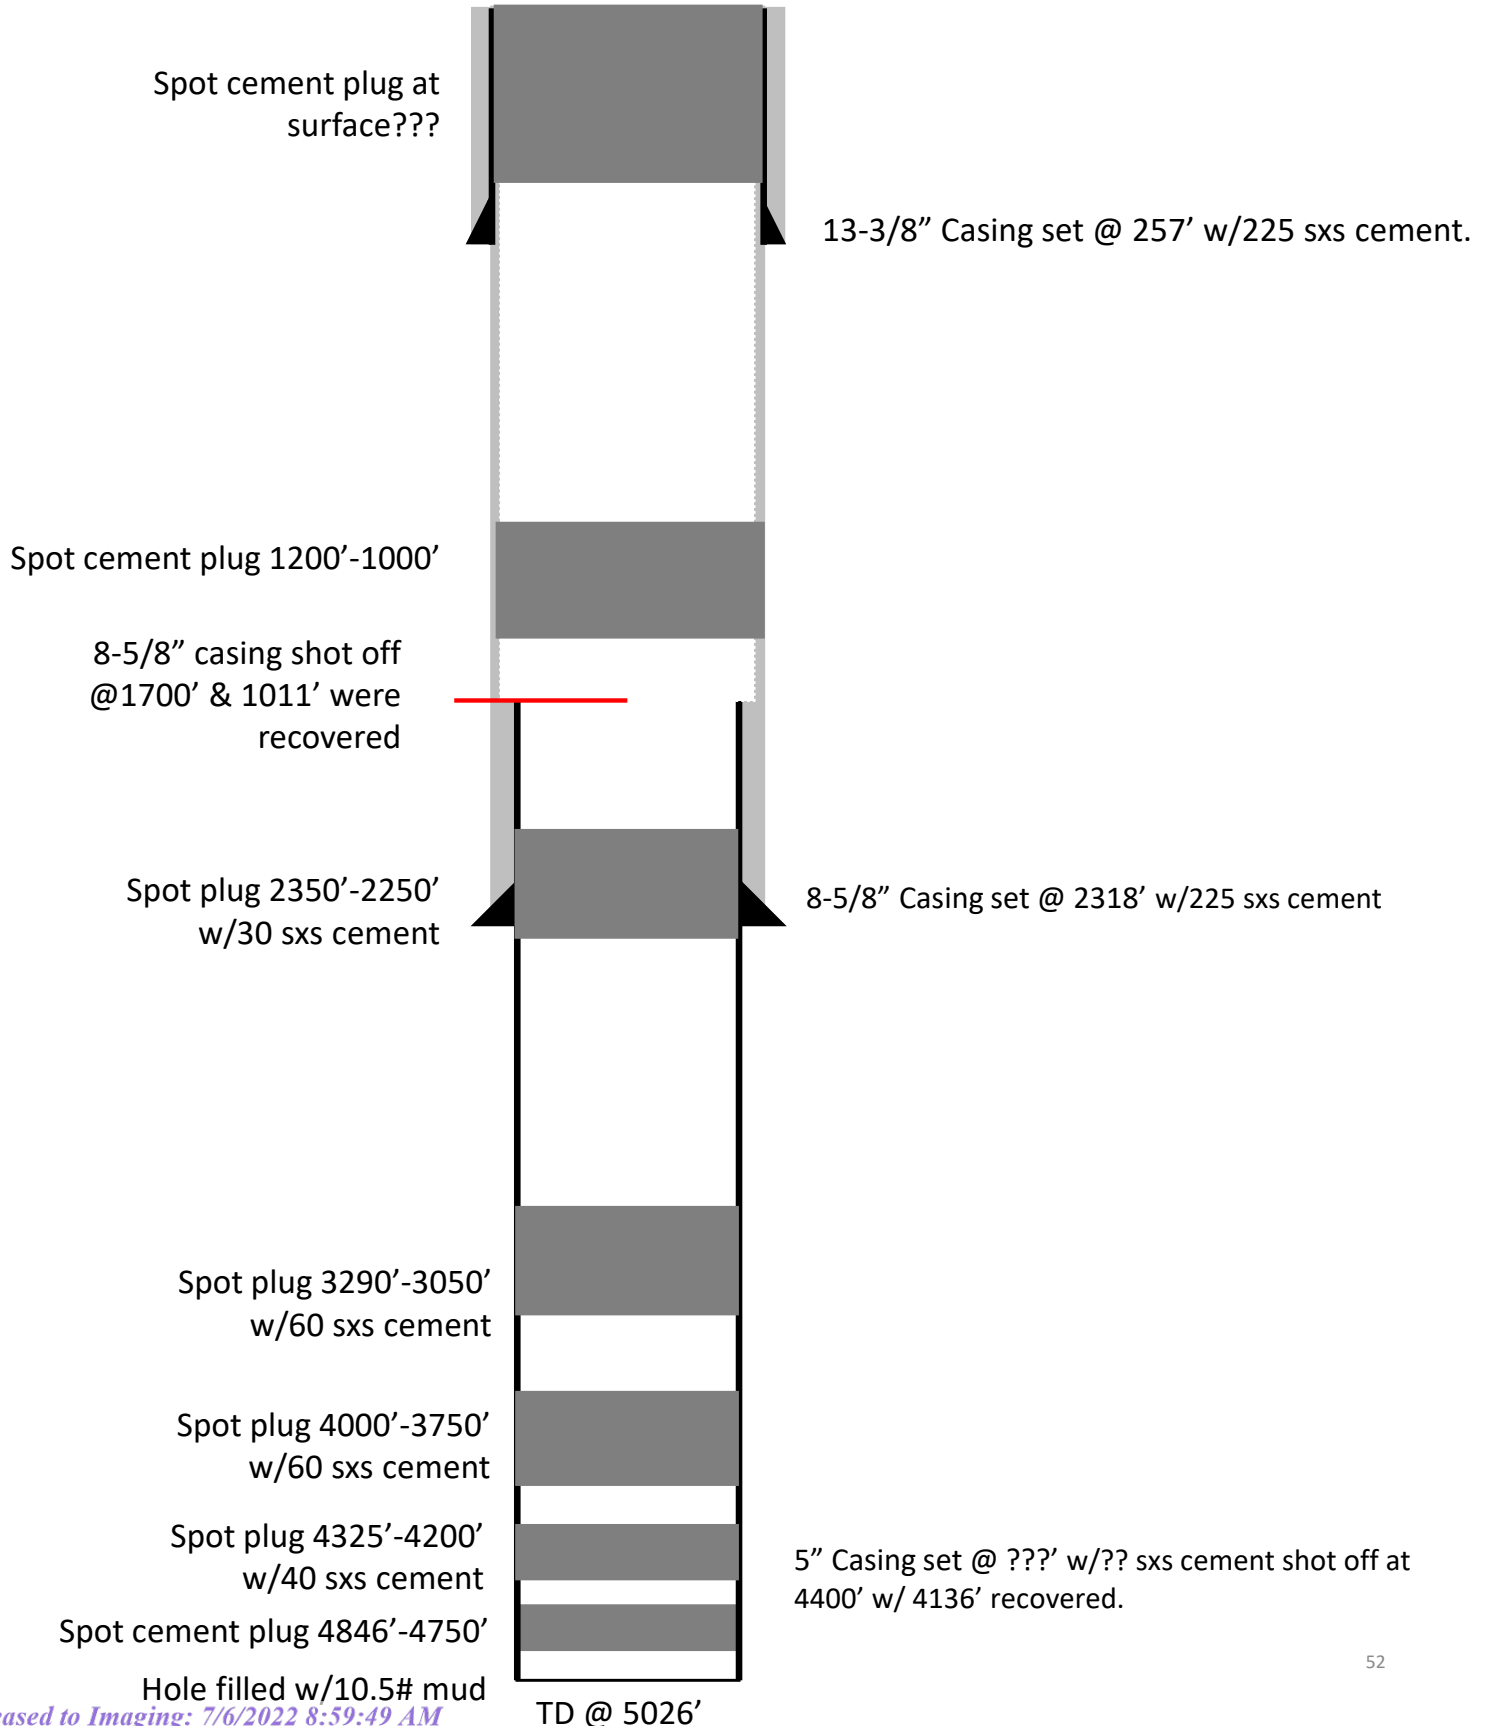 Spot cement plug at
surface???
13-3/8” Casing set @ 257’ w/225 sxs cement.
Spot cement plug 1200’-1000’
8-5/8” casing shot off
@1700’ & 1011’ were
recovered
Spot plug 2350’-2250’
w/30 sxs cement
8-5/8” Casing set @ 2318’ w/225 sxs cement
Spot plug 3290’-3050’
w/60 sxs cement
Spot plug 4000’-3750’
w/60 sxs cement
Spot plug 4325’-4200’
w/40 sxs cement
5” Casing set @ ???’ w/?? sxs cement shot off at
4400’ w/ 4136’ recovered.
Spot cement plug 4846’-4750’
52
Hole filled w/10.5# mud
TD @ 5026’
to Imaging: 7/6/2022 8:59:49 AM